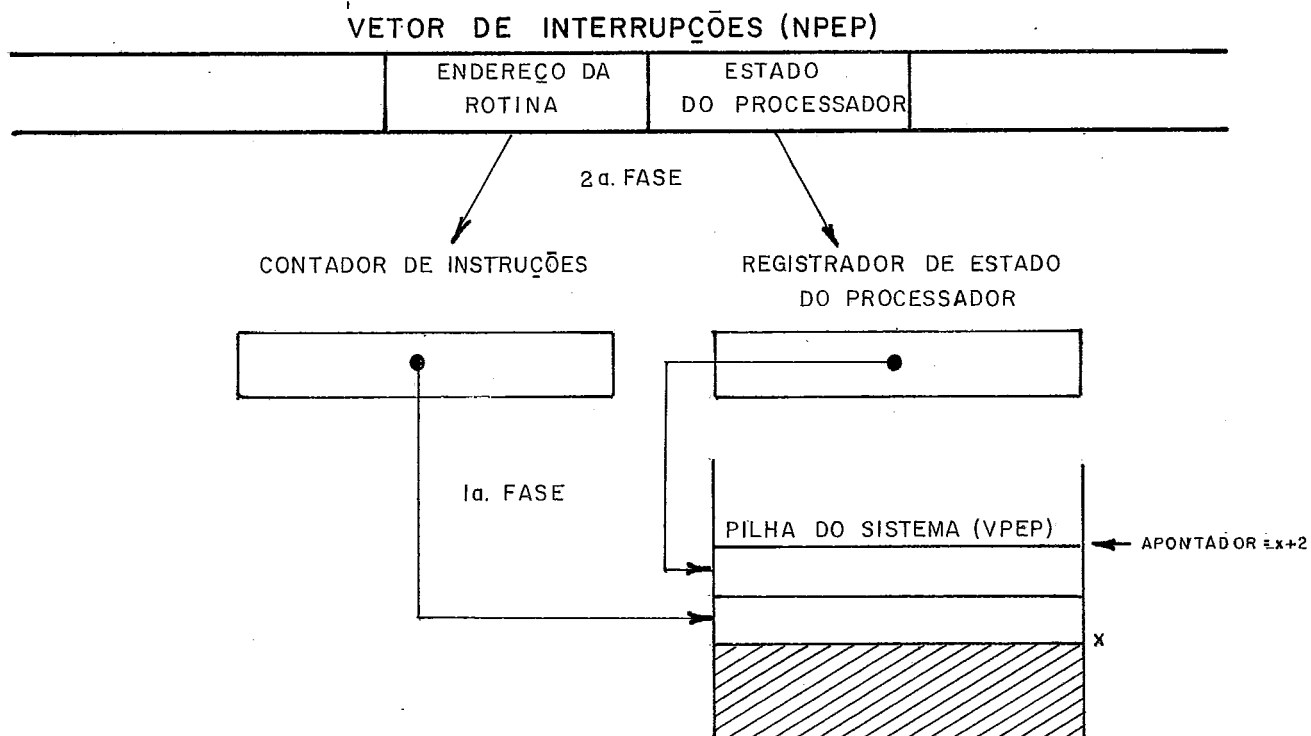 VETOR DE INTERRUPÇÕES (NPEP)
ENDEREÇO DA
ROTINA
ESTADO
DO PROCESSADOR
2a. FASE
CONTADOR DE INSTRUÇÕES
REGISTRADOR DE ESTADO
DO PROCESSADOR
1a. FASE
PILHA DO SISTEMA (VPEP)
APONTADOR = x+2
x